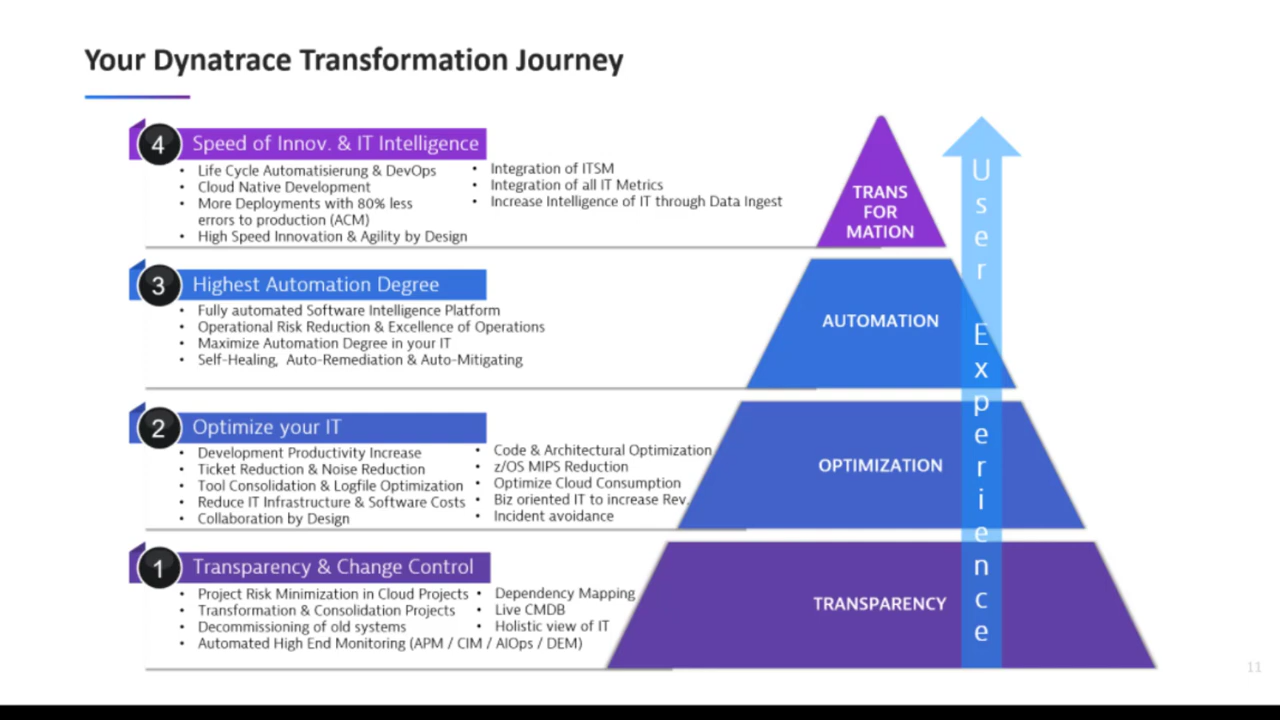 Your Dynatrace Transformation Journey
4
Speed of Innov. & IT Intelligence
• Life Cycle Automatisierung & DevOps
• Cloud Native Development
• More Deployments with 80% less
errors to production (ACM)
• High Speed Innovation & Agility by Design
• Integration of ITSM
• Integration of all IT Metrics
• Increase Intelligence of IT through Data Ingest
TRANS
FOR
MATION
3
Highest Automation Degree
• Fully automated Software Intelligence Platform
• Operational Risk Reduction & Excellence of Operations
• Maximize Automation Degree in your IT
• Self-Healing, Auto-Remediation & Auto-Mitigating
AUTOMATION
2
Optimize your IT
• Development Productivity Increase
• Ticket Reduction & Noise Reduction
• Tool Consolidation & Logfile Optimization
• Reduce IT Infrastructure & Software Costs
• Collaboration by Design
• Code & Architectural Optimization
• z/OS MIPS Reduction
• Optimize Cloud Consumption
• Biz oriented IT to increase Rev.
• Incident avoidance
OPTIMIZATION
1
Transparency & Change Control
• Project Risk Minimization in Cloud Projects
• Transformation & Consolidation Projects
• Decommissioning of old systems
• Automated High End Monitoring (APM / CIM / AIOps / DEM)
• Dependency Mapping
• Live CMDB
• Holistic view of IT
TRANSPARENCY
User Experience
11